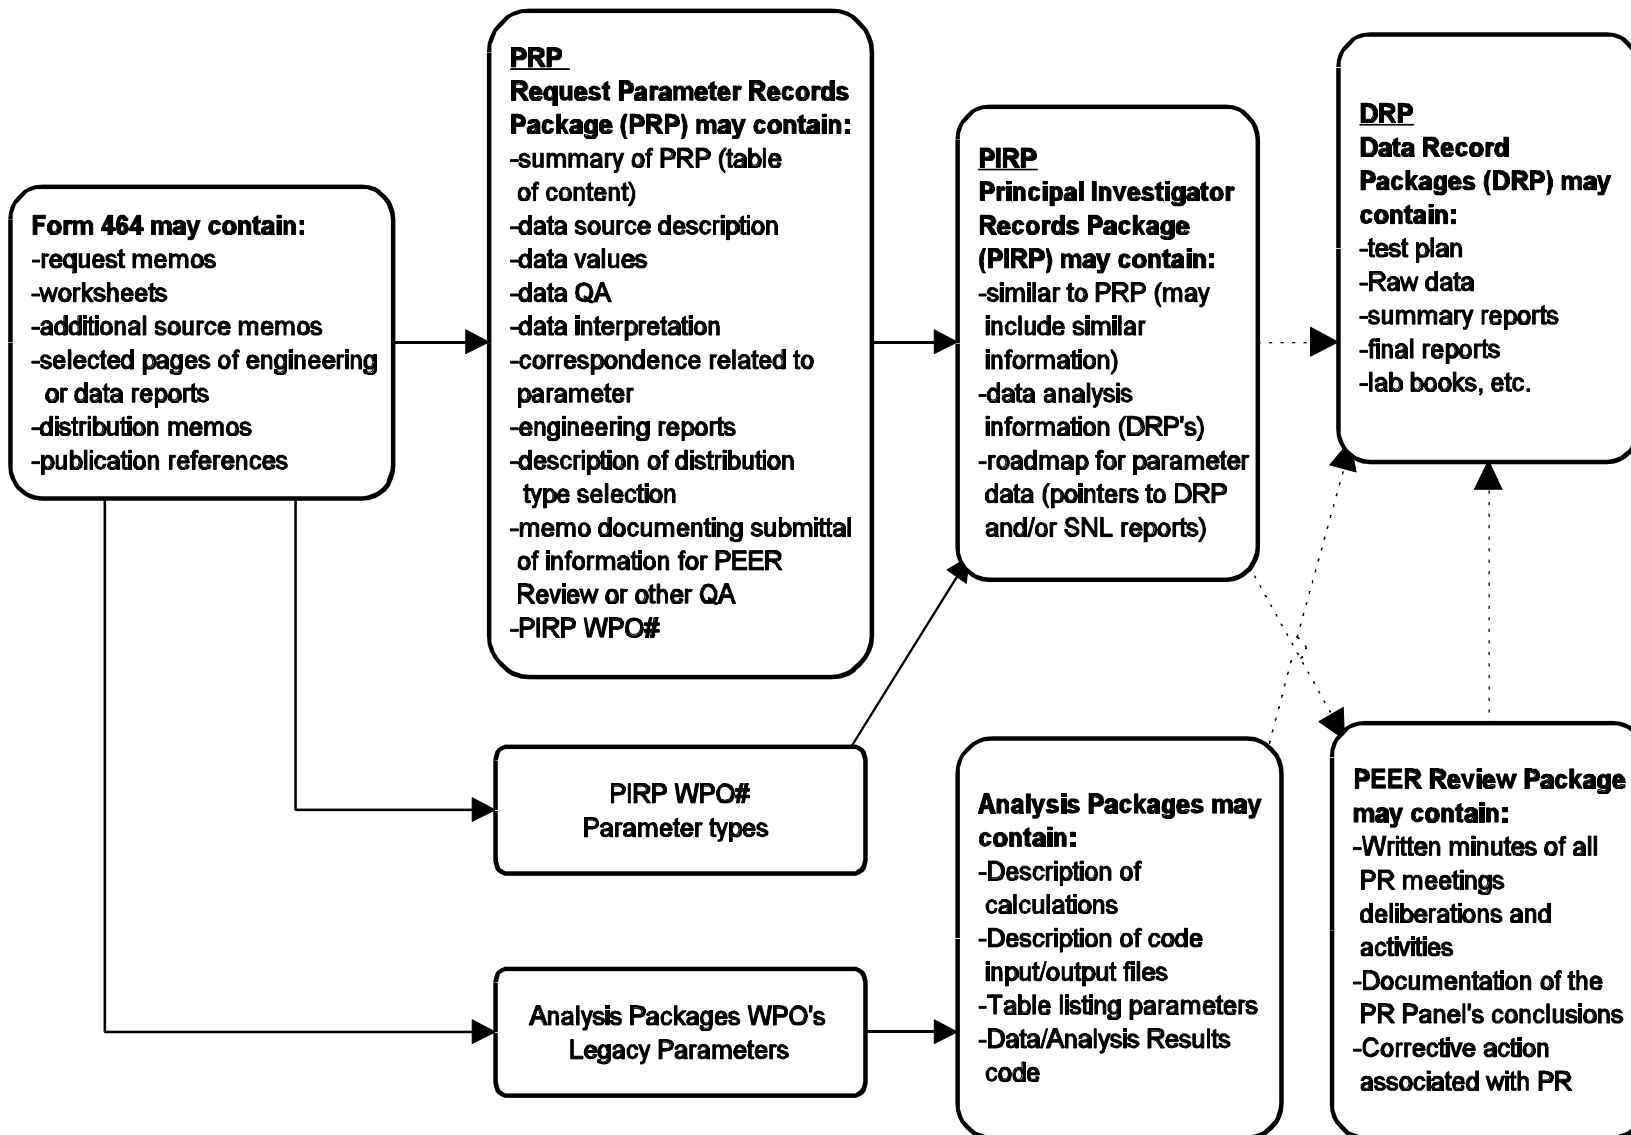 Form 464 may contain:
-request memos
-worksheets
-additional source memos
-selected pages of engineering
or data reports
-distribution memos
-publication references
PRP
Request Parameter Records
Package (PRP) may contain:
-summary of PRP (table
of content)
-data source description
-data values
-data QA
-data interpretation
-correspondence related to
parameter
-engineering reports
-description of distribution
type selection
-memo documenting submittal
of information for PEER
Review or other QA
-PIRP WPO#
PIRP WPO#
Parameter types
Analysis Packages WPO's
Legacy Parameters
PIRP
Principal Investigator
Records Package
(PIRP) may contain:
-similar to PRP (may
include similar
information)
-data analysis
information (DRP's)
-roadmap for parameter
data (pointers to DRP
and/or SNL reports)
Analysis Packages may
contain:
-Description of
calculations
-Description of code
input/output files
-Table listing parameters
-Data/Analysis Results
code
DRP
Data Record
Packages (DRP) may
contain:
-test plan
-Raw data
-summary reports
-final reports
-lab books, etc.
PEER Review Package
may contain:
-Written minutes of all
PR meetings
deliberations and
activities
-Documentation of the
PR Panel's conclusions
-Corrective action
associated with PR